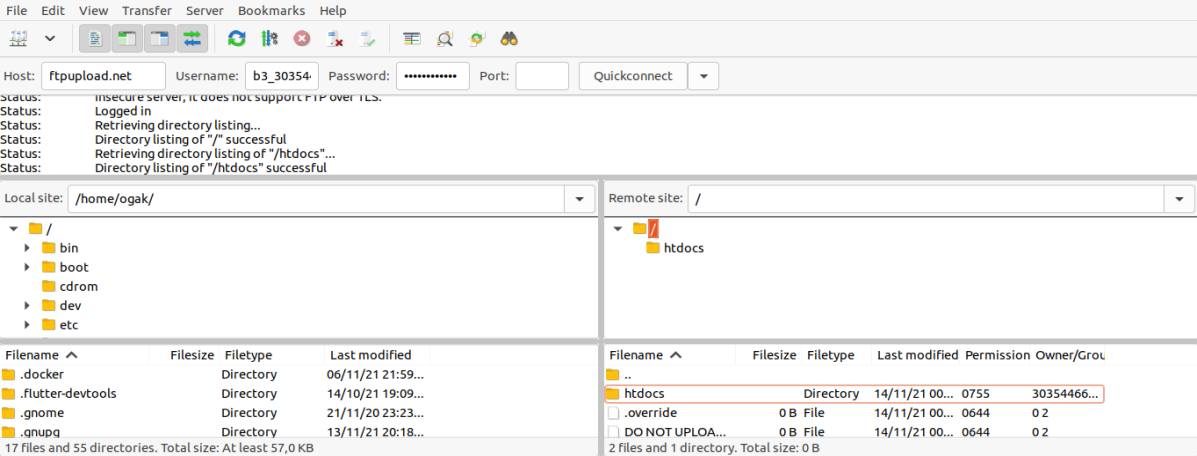 File Edit View Transfer Server Bookmarks Help
Host: ftpupload.net Username: b3_30354 Password: •••••••••••• Port: Quickconnect
Status: Insecure server, it does not support FTP over TLS.
Status: Logged in
Status: Retrieving directory listing...
Status: Directory listing of "/" successful
Status: Retrieving directory listing of "/htdocs"...
Status: Directory listing of "/htdocs" successful
Local site: /home/ogak/
/
bin
boot
cdrom
dev
etc
Filename Filesize Filetype Last modified
.docker Directory 06/11/21 21:59...
.flutter-devtools Directory 14/10/21 19:09...
.gnome Directory 21/11/20 23:23...
.gnupg Directory 13/11/21 20:18...
17 files and 55 directories. Total size: At least 57,0 KB
Remote site: /
/
htdocs
Filename Filesize Filetype Last modified Permission Owner/Grou
..
htdocs Directory 14/11/21 00... 0755 30354466...
.override 0 B File 14/11/21 00... 0644 0 2
DO NOT UPLOA... 0 B File 14/11/21 00... 0644 0 2
2 files and 1 directory. Total size: 0 B